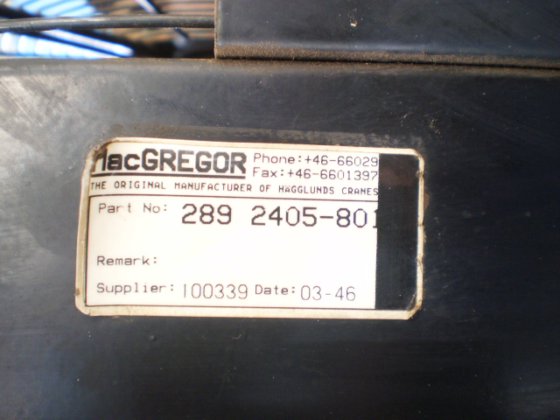 MacGREGOR
Phone:+46-66029
Fax:+46-6601397
THE ORIGINAL MANUFACTURER OF HÄGGLUNDS CRANES
Part No: 289 2405-801
Remark:
Supplier: 100339 Date: 03-46